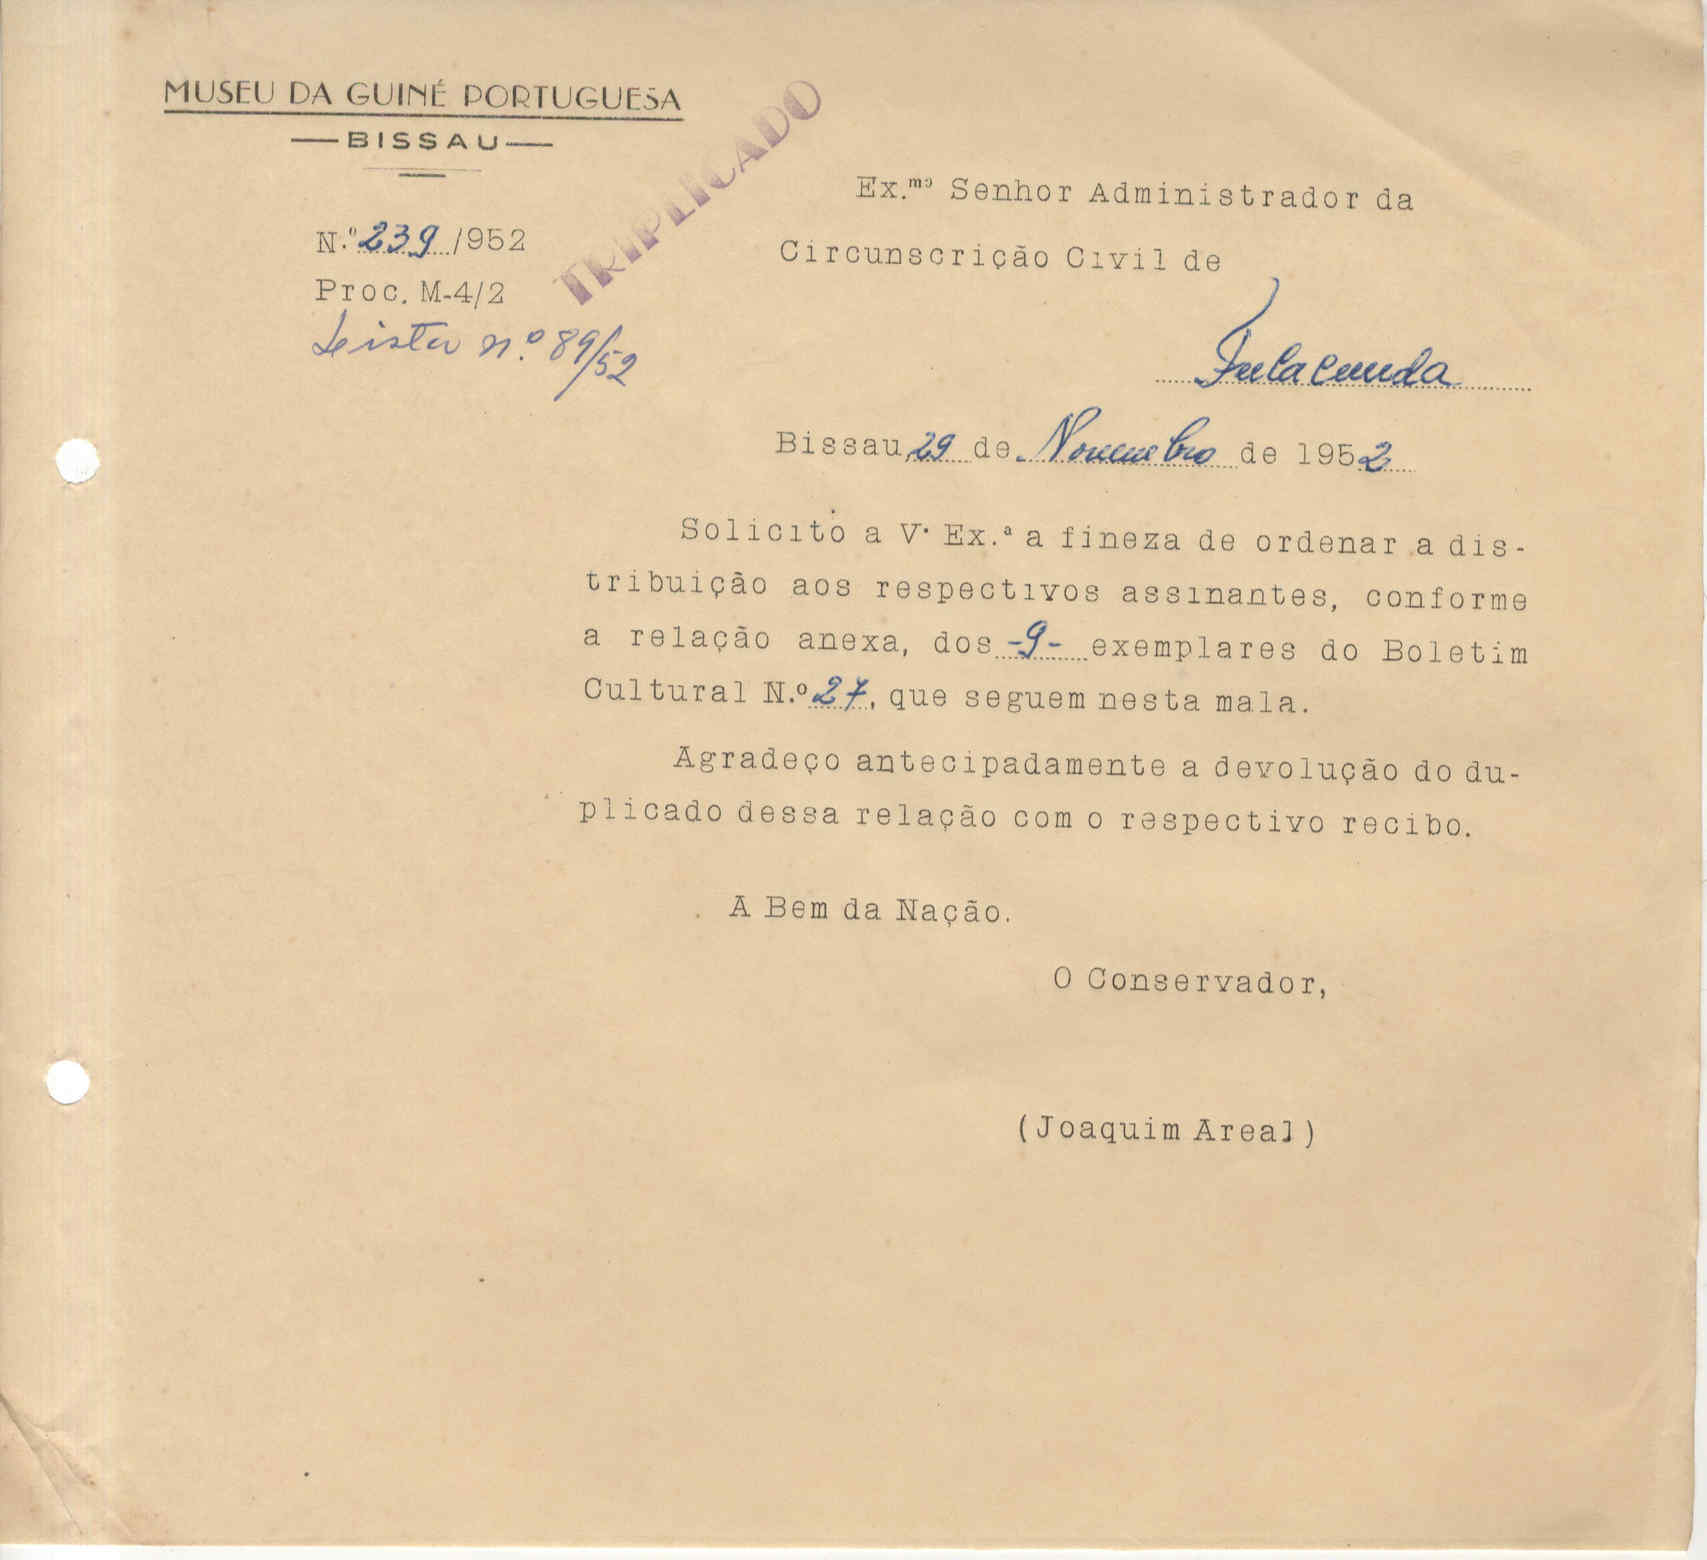 MUSEU DA GUINÉ PORTUGUESA
BISSAU
TRIPLICADO
N.º 239/952
Proc. M-4/2
Lista n.º 89/52
Ex.mo Senhor Administrador da
Circunscrição Civil de
Fulacunda
Bissau, 29 de Novembro de 1952
Solicito a V. Ex.ª a fineza de ordenar a dis-
tribuição aos respectivos assinantes, conforme
a relação anexa, dos -9- exemplares do Boletim
Cultural N.º 27, que seguem nesta mala.
Agradeço antecipadamente a devolução do du-
plicado dessa relação com o respectivo recibo.
A Bem da Nação.
O Conservador,
(Joaquim Areal)